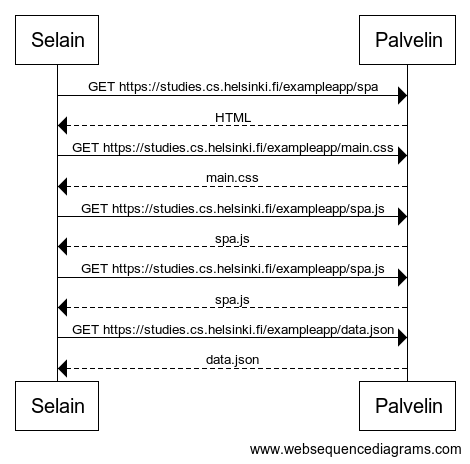 Selain Palvelin
GET https://studies.cs.helsinki.fi/exampleapp/spa
HTML
GET https://studies.cs.helsinki.fi/exampleapp/main.css
main.css
GET https://studies.cs.helsinki.fi/exampleapp/spa.js
spa.js
GET https://studies.cs.helsinki.fi/exampleapp/spa.js
spa.js
GET https://studies.cs.helsinki.fi/exampleapp/data.json
data.json
Selain Palvelin
www.websequencediagrams.com